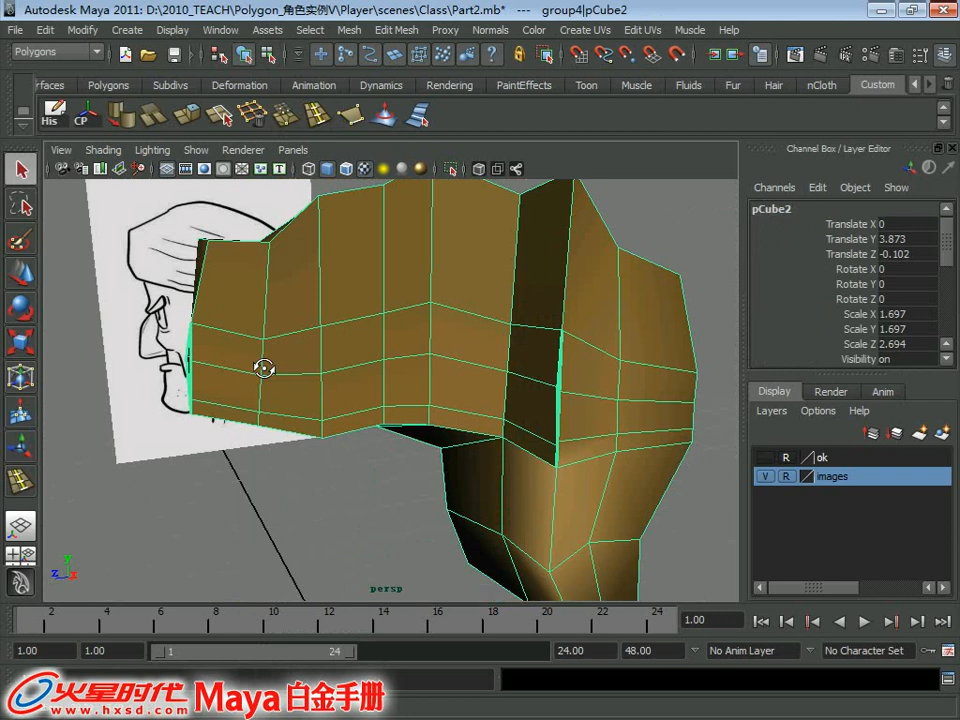 Autodesk Maya 2011: D:\2010_TEACH\Polygon_角色实例V\Player\scenes\Class\Part2.mb* --- group4|pCube2
File Edit Modify Create Display Window Assets Select Mesh Edit Mesh Proxy Normals Color Create UVs Edit UVs Muscle Help
Polygons
rfaces Polygons Subdivs Deformation Animation Dynamics Rendering PaintEffects Toon Muscle Fluids Fur Hair nCloth Custom
His CP
View Shading Lighting Show Renderer Panels
Channel Box / Layer Editor
Channels Edit Object Show
pCube2
Translate X 0
Translate Y 3.873
Translate Z -0.102
Rotate X 0
Rotate Y 0
Rotate Z 0
Scale X 1.697
Scale Y 1.697
Scale Z 2.694
Visibility on
Display Render Anim
Layers Options Help
R ok
V R images
y
z x
persp
2 4 6 8 10 12 14 16 18 20 22 24
1.00
1.00 1.00 1 24 24.00 48.00 No Anim Layer No Character Set
火星时代 Maya 白金手册
www.hxsd.com